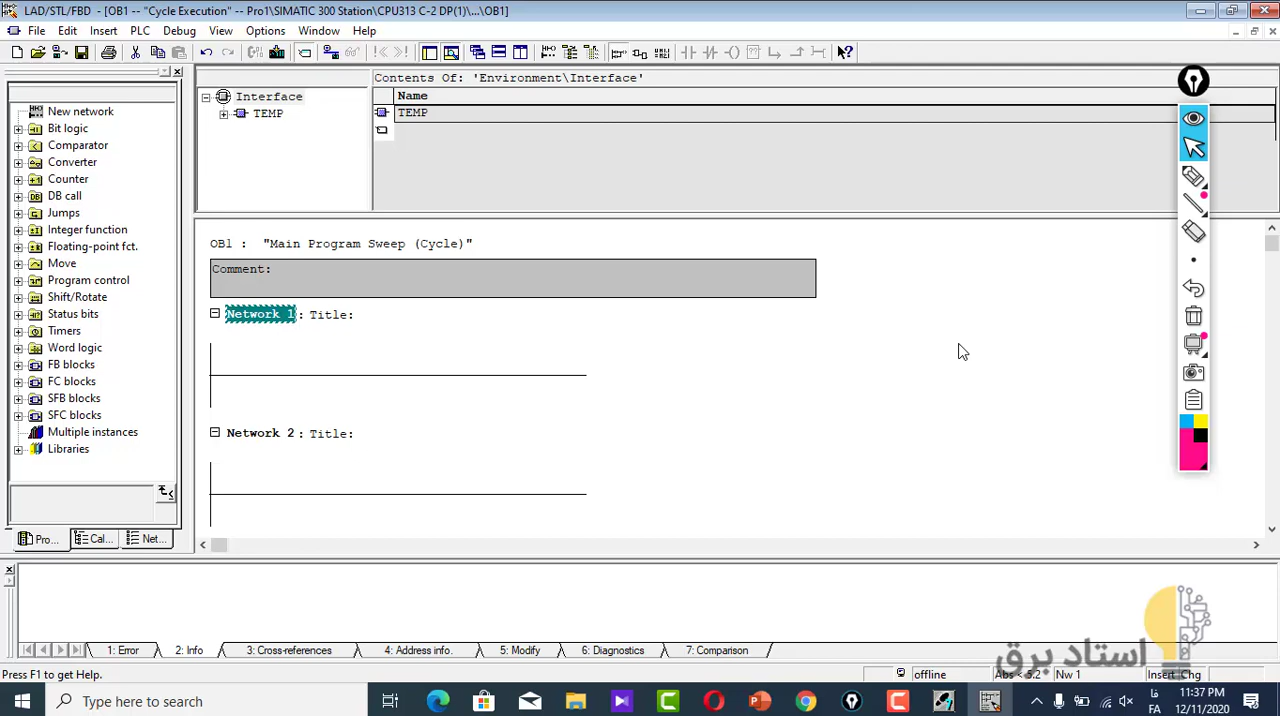 LAD/STL/FBD - [OB1 -- "Cycle Execution" -- Pro1\SIMATIC 300 Station\CPU313 C-2 DP(1)\...\OB1]
File Edit Insert PLC Debug View Options Window Help
Contents Of: 'Environment\Interface'
Interface
TEMP
Name
TEMP
New network
Bit logic
Comparator
Converter
Counter
DB call
Jumps
Integer function
Floating-point fct.
Move
Program control
Shift/Rotate
Status bits
Timers
Word logic
FB blocks
FC blocks
SFB blocks
SFC blocks
Multiple instances
Libraries
Pro... Cal... Net...
OB1 : "Main Program Sweep (Cycle)"
Comment:
Network 1 : Title:
Network 2 : Title:
1: Error 2: Info 3: Cross-references 4: Address info. 5: Modify 6: Diagnostics 7: Comparison
استاد برق
Press F1 to get Help.
offline Abs < 5.2 Nw 1 Insert Chg
Type here to search
فا
FA
11:37 PM
12/11/2020